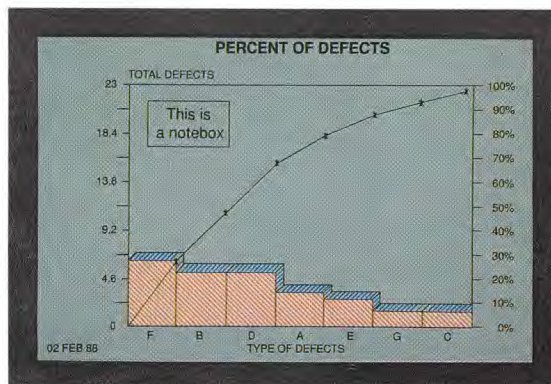 PERCENT OF DEFECTS
TOTAL DEFECTS
23
18.4
13.8
9.2
4.6
0
This is
a notebox
100%
90%
80%
70%
60%
50%
40%
30%
20%
10%
0%
F B D A E G C
02 FEB 88 TYPE OF DEFECTS